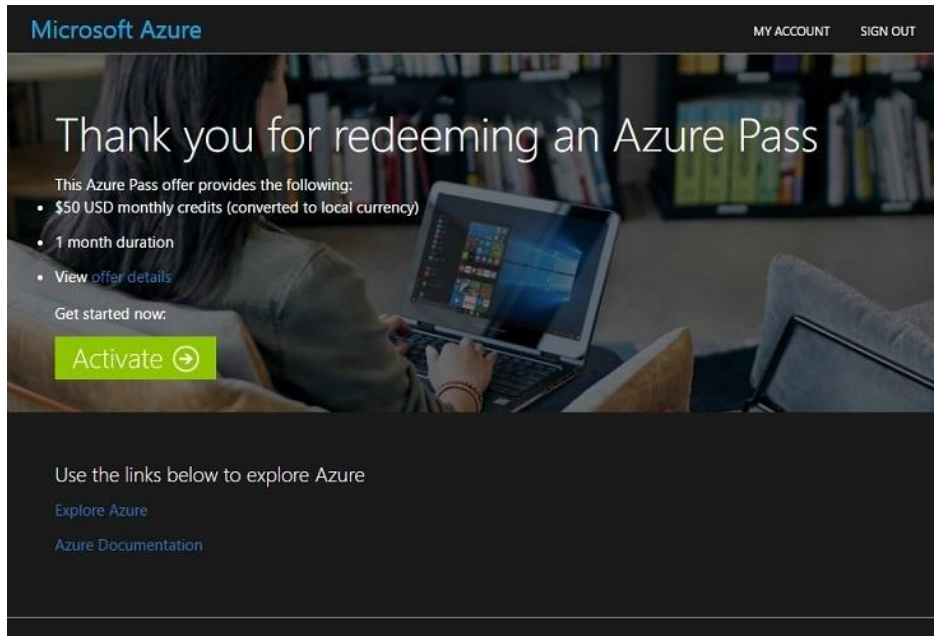 Microsoft Azure
MY ACCOUNT SIGN OUT
Thank you for redeeming an Azure Pass
This Azure Pass offer provides the following:
• $50 USD monthly credits (converted to local currency)
• 1 month duration
• View offer details
Get started now:
Activate
Use the links below to explore Azure
Explore Azure
Azure Documentation